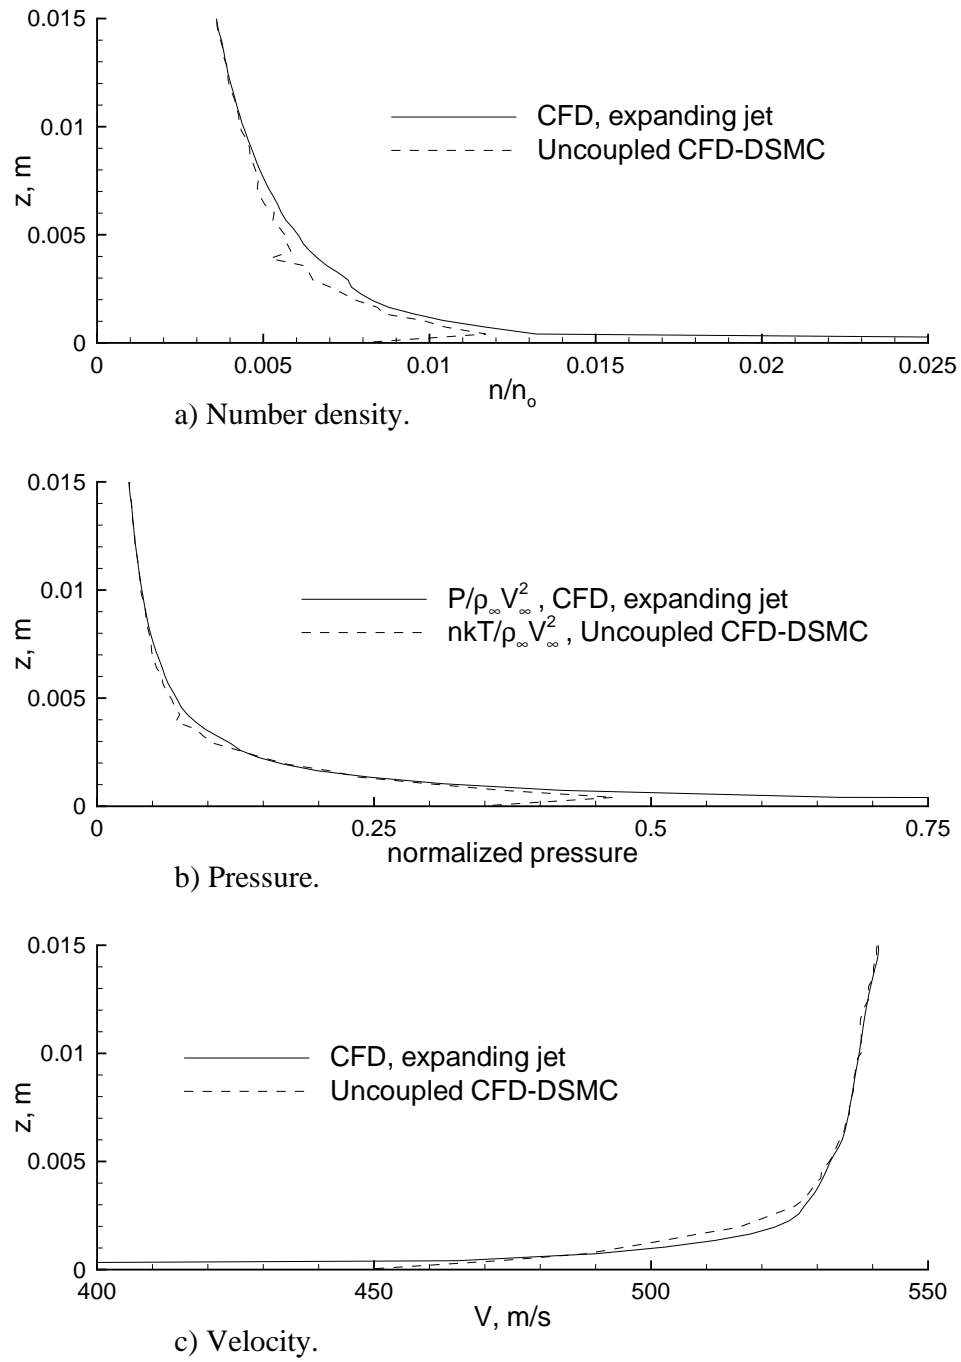 0.015
0.01
0.005
0
z, m
CFD, expanding jet
Uncoupled CFD-DSMC
0 0.005 0.01 0.015 0.02 0.025
n/nₒ
a) Number density.
0.015
0.01
0.005
0
z, m
P/ρ∞V²∞ , CFD, expanding jet
nkT/ρ∞V²∞ , Uncoupled CFD-DSMC
0 0.25 0.5 0.75
normalized pressure
b) Pressure.
0.015
0.01
0.005
0
z, m
CFD, expanding jet
Uncoupled CFD-DSMC
400 450 500 550
V, m/s
c) Velocity.